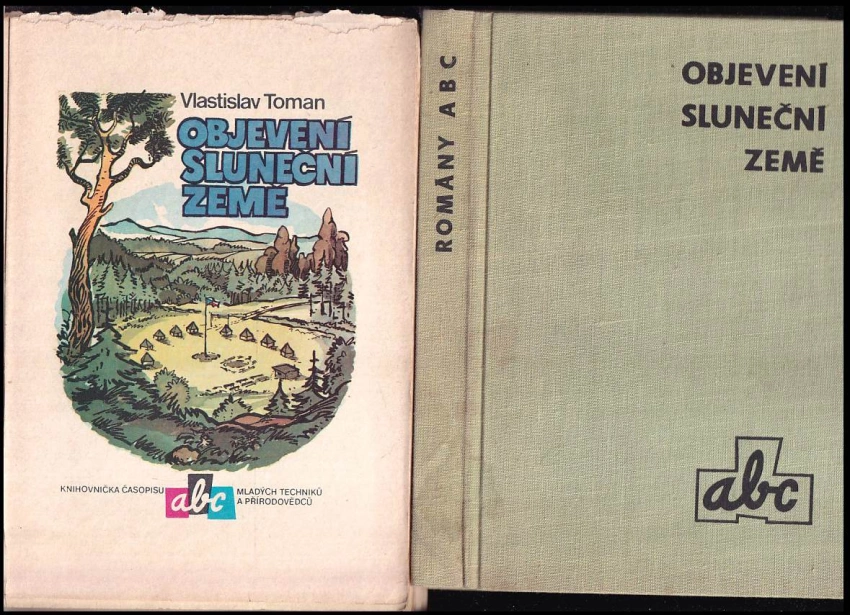 Vlastislav Toman
OBJEVENÍ
SLUNEČNÍ
ZEMĚ
KNIHOVNIČKA ČASOPISU
abc
MLADÝCH TECHNIKŮ
A PŘÍRODOVĚDCŮ
ROMÁNY ABC
OBJEVENÍ
SLUNEČNÍ
ZEMĚ
abc